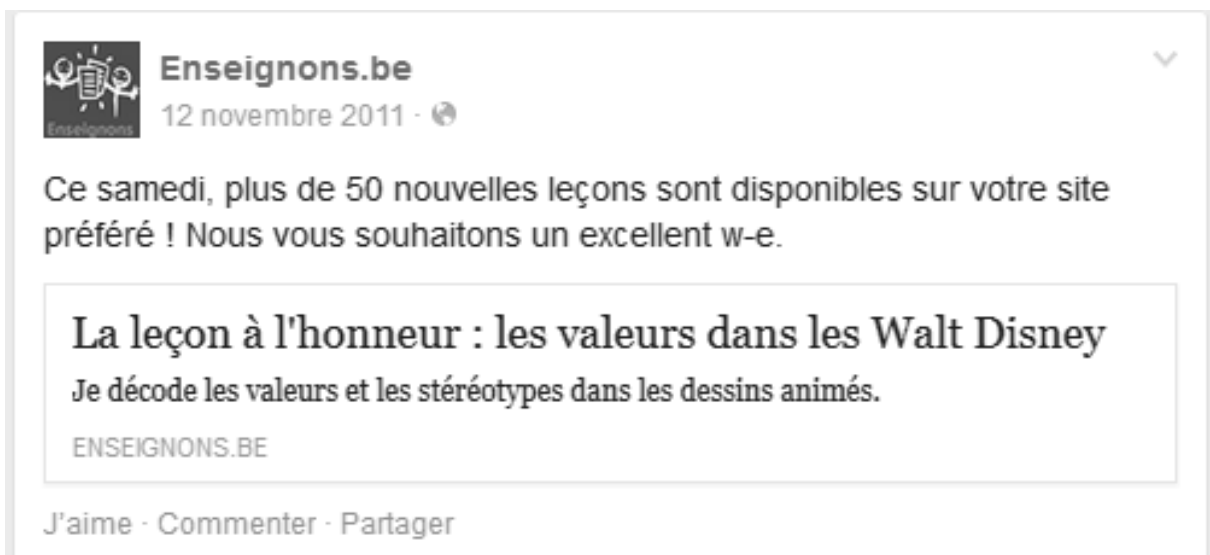 Enseignons.be
12 novembre 2011 ·
Enseignons
Ce samedi, plus de 50 nouvelles leçons sont disponibles sur votre site
préféré ! Nous vous souhaitons un excellent w-e.
La leçon à l'honneur : les valeurs dans les Walt Disney
Je décode les valeurs et les stéréotypes dans les dessins animés.
ENSEIGNONS.BE
J'aime · Commenter · Partager